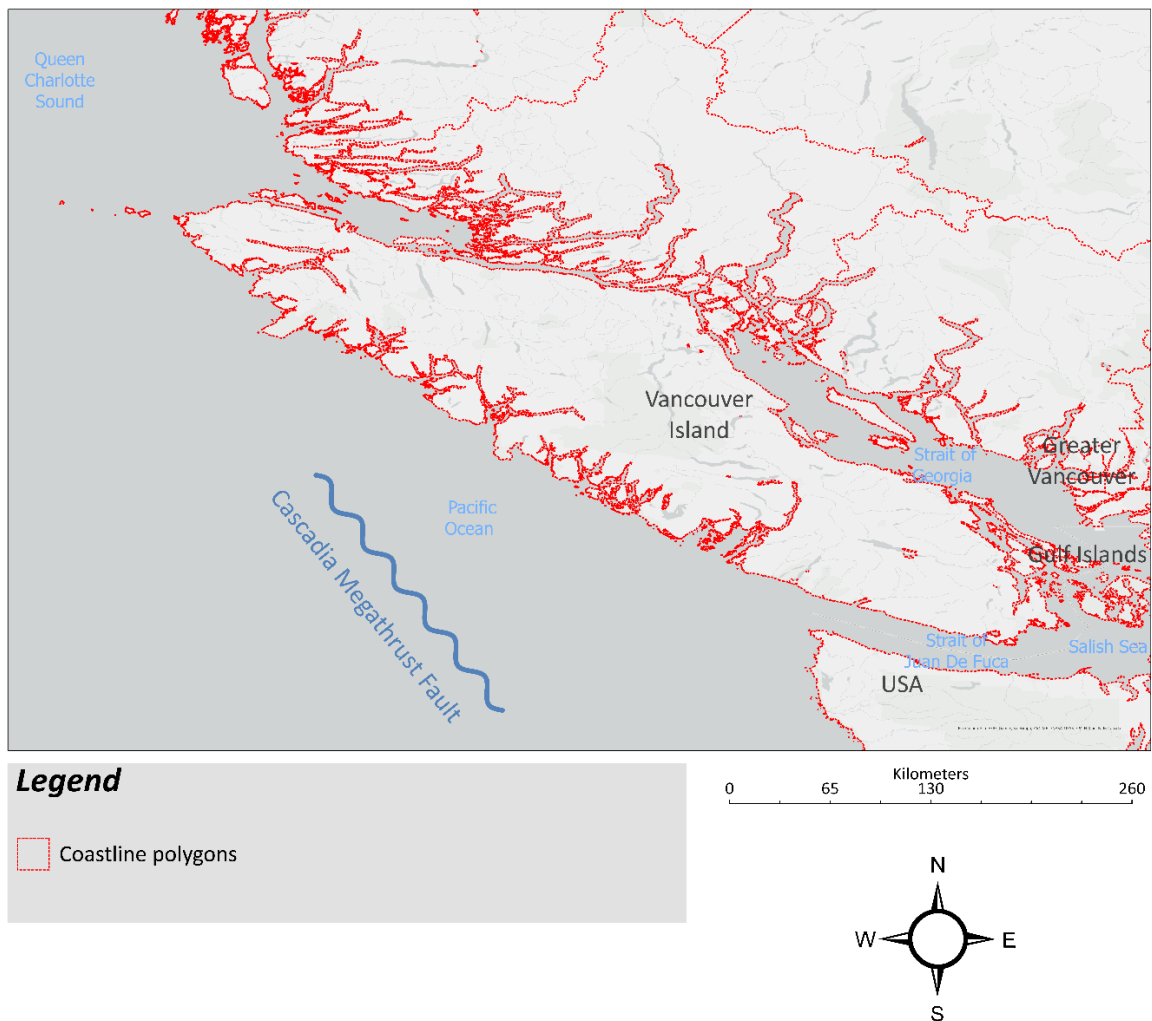 Queen
Charlotte
Sound
Vancouver
Island
Strait of
Georgia
Greater
Vancouver
Pacific
Ocean
Cascadia Megathrust Fault
Gulf Islands
Strait of
Juan De Fuca
Salish Sea
USA
Legend
Coastline polygons
Kilometers
0 65 130 260
N
W E
S